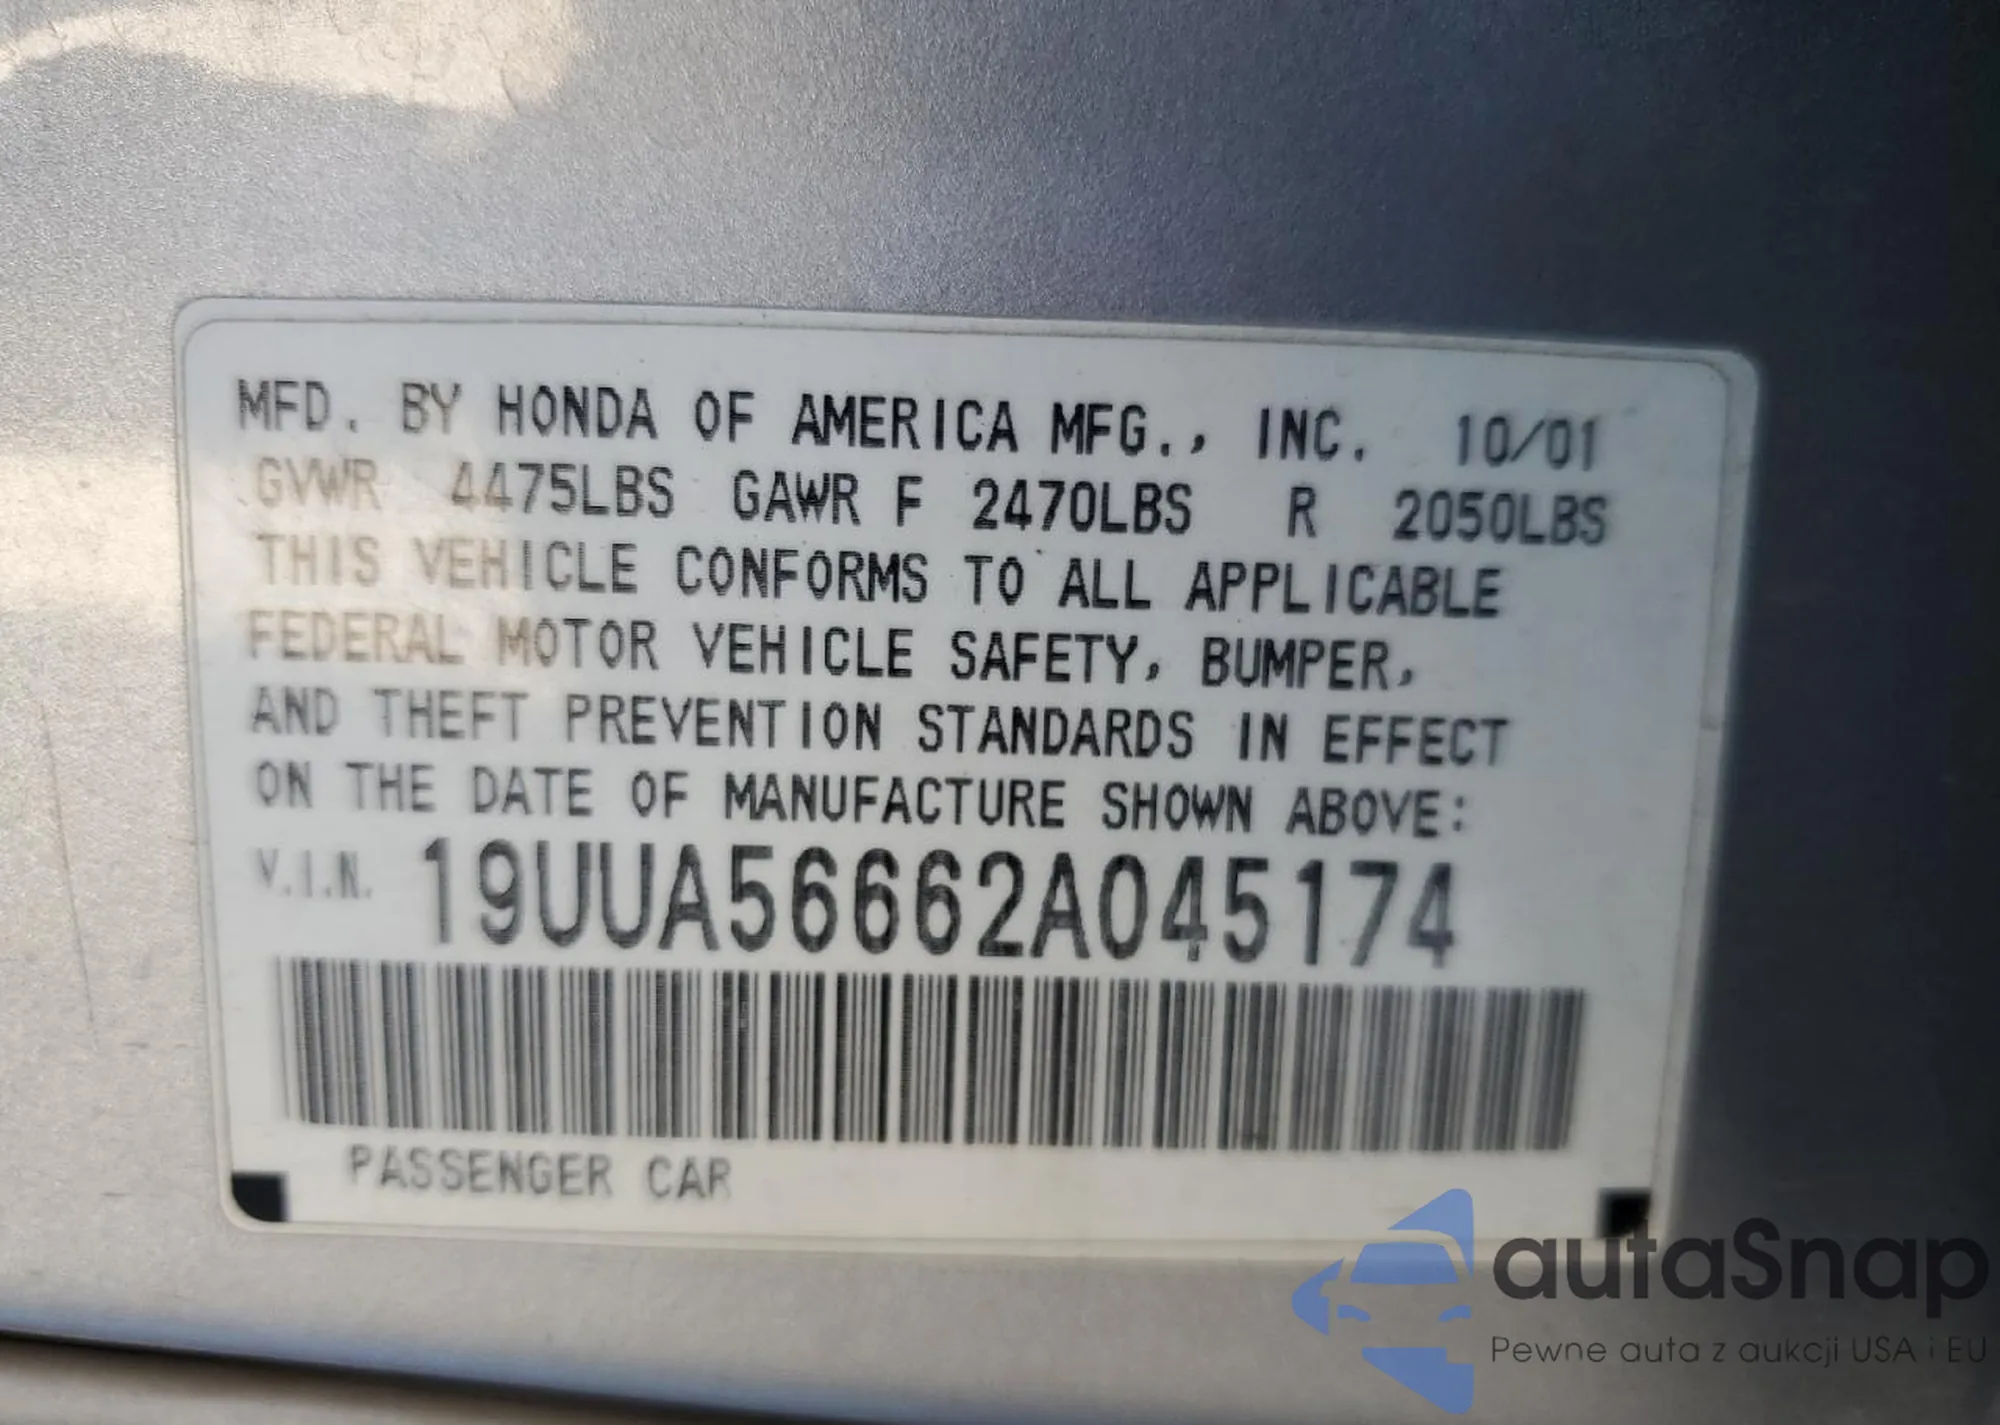 MFD. BY HONDA OF AMERICA MFG., INC. 10/01
GVWR 4475LBS GAWR F 2470LBS R 2050LBS
THIS VEHICLE CONFORMS TO ALL APPLICABLE
FEDERAL MOTOR VEHICLE SAFETY, BUMPER,
AND THEFT PREVENTION STANDARDS IN EFFECT
ON THE DATE OF MANUFACTURE SHOWN ABOVE:
V.I.N. 19UUA56662A045174
PASSENGER CAR
autaSnap
Pewne auta z aukcji USA i EU